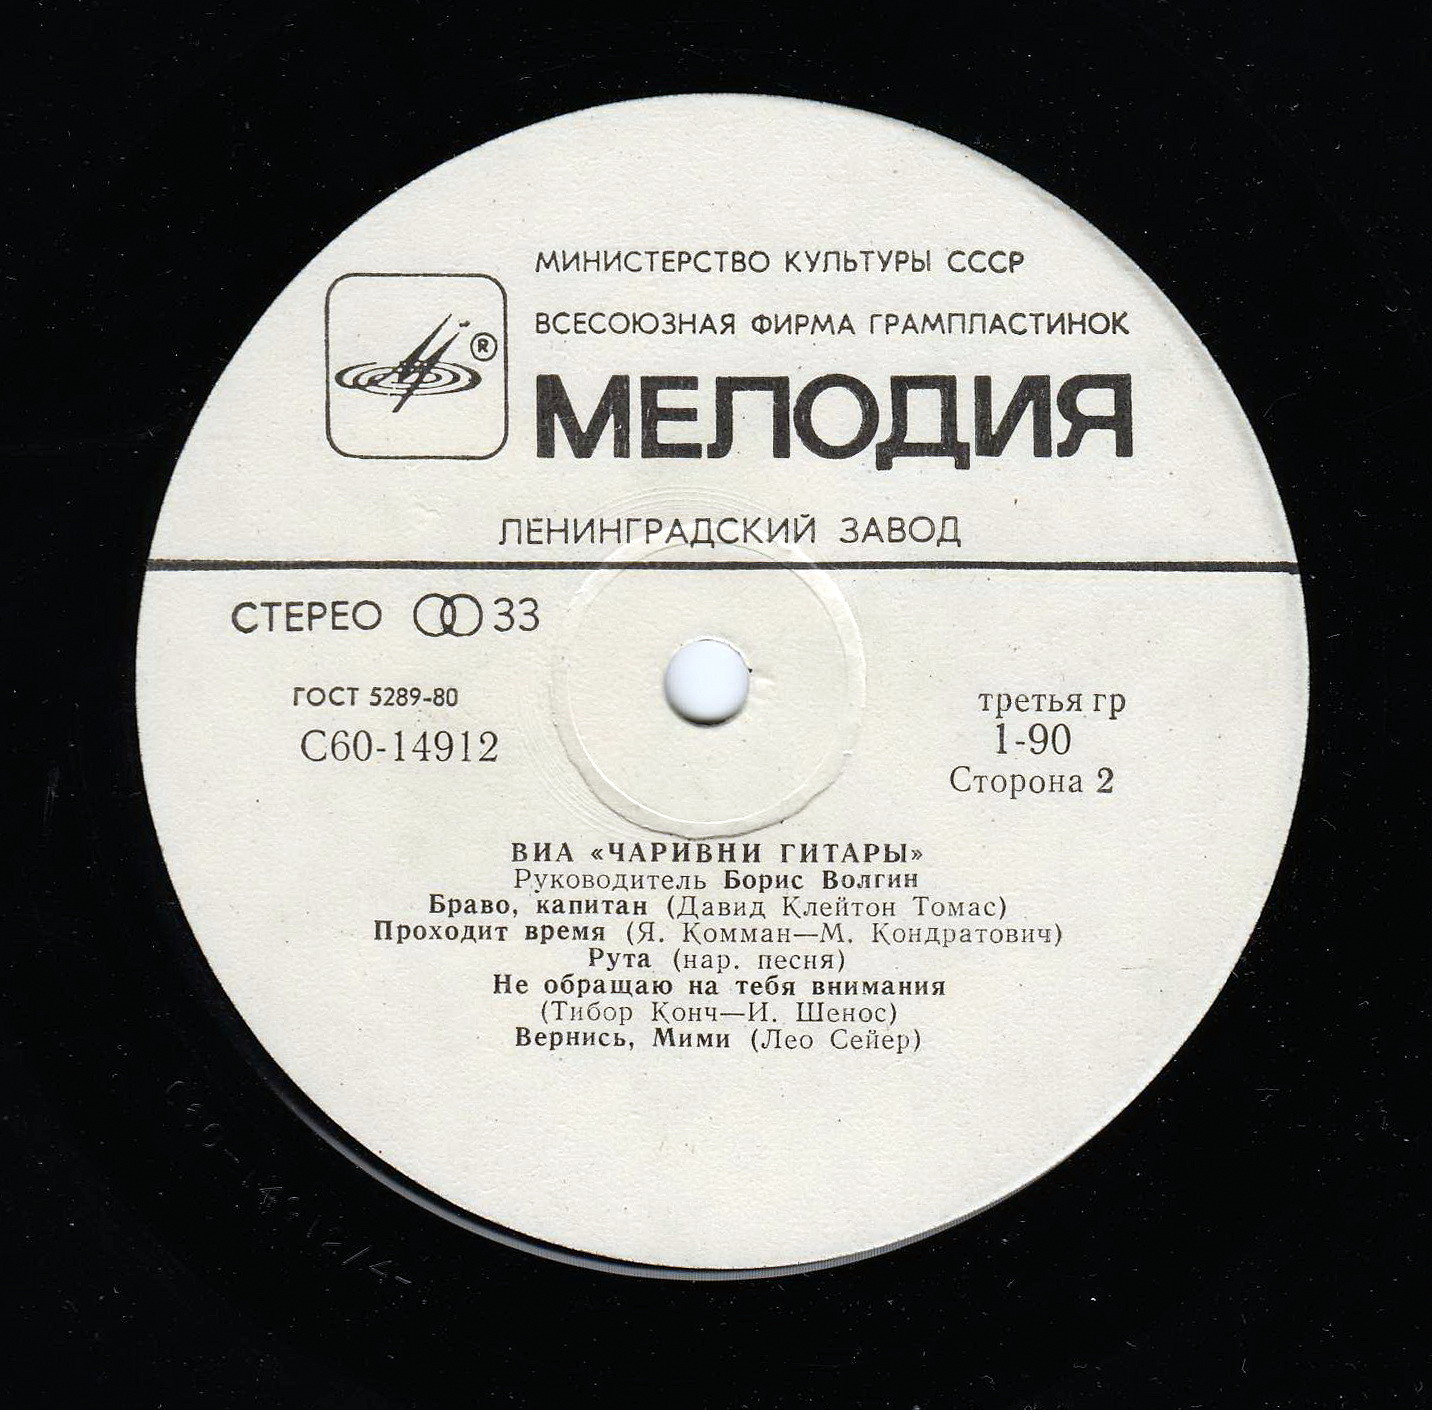 МИНИСТЕРСТВО КУЛЬТУРЫ СССР
ВСЕСОЮЗНАЯ ФИРМА ГРАМПЛАСТИНОК
®
МЕЛОДИЯ
ЛЕНИНГРАДСКИЙ ЗАВОД
СТЕРЕО 33
ГОСТ 5289-80
С60-14912
третья гр
1-90
Сторона 2
ВИА «ЧАРИВНИ ГИТАРЫ»
Руководитель Борис Волгин
Браво, капитан (Давид Клейтон Томас)
Проходит время (Я. Комман—М. Кондратович)
Рута (нар. песня)
Не обращаю на тебя внимания
(Тибор Конч—И. Шенос)
Вернись, Мими (Лео Сейер)